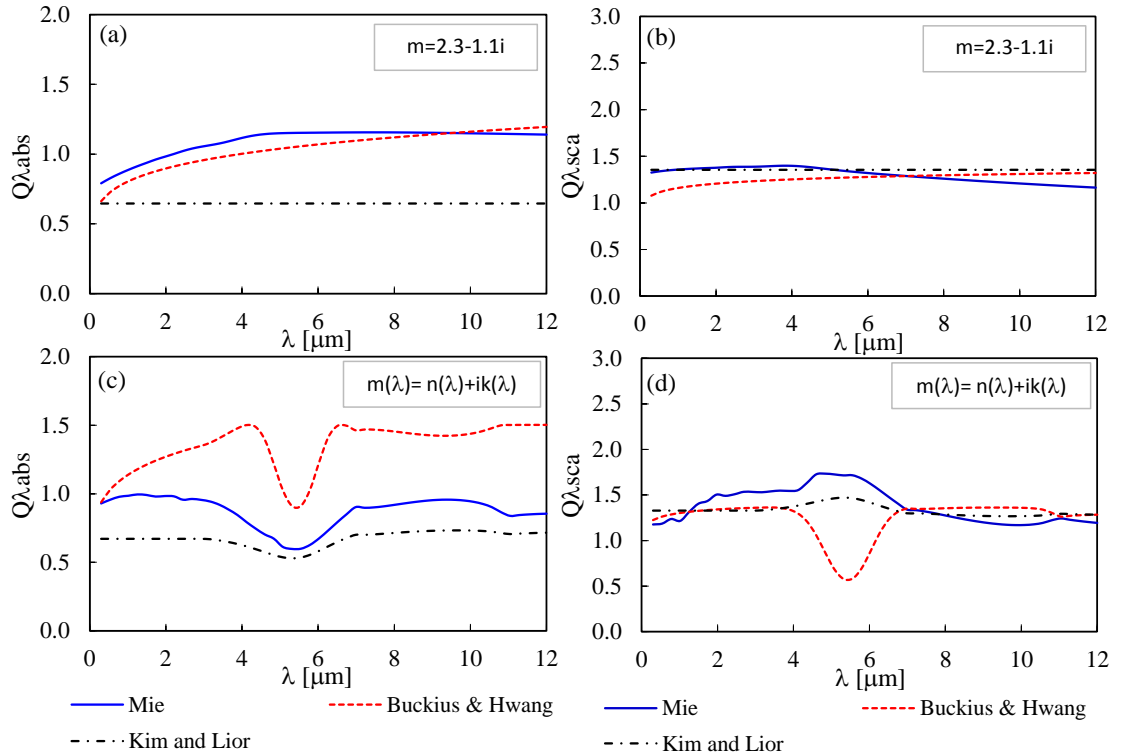 (a)
m=2.3-1.1i
2.0
1.5
1.0
0.5
0.0
Qλabs
0 2 4 6 8 10 12
λ [μm]
(b)
m=2.3-1.1i
3.0
2.5
2.0
1.5
1.0
0.5
0.0
Qλsca
0 2 4 6 8 10 12
λ [μm]
(c)
m(λ)= n(λ)+ik(λ)
2.0
1.5
1.0
0.5
0.0
Qλabs
0 2 4 6 8 10 12
λ [μm]
(d)
m(λ)= n(λ)+ik(λ)
3.0
2.5
2.0
1.5
1.0
0.5
0.0
Qλsca
0 2 4 6 8 10 12
λ [μm]
Mie
Buckius & Hwang
Kim and Lior
Mie
Buckius & Hwang
Kim and Lior